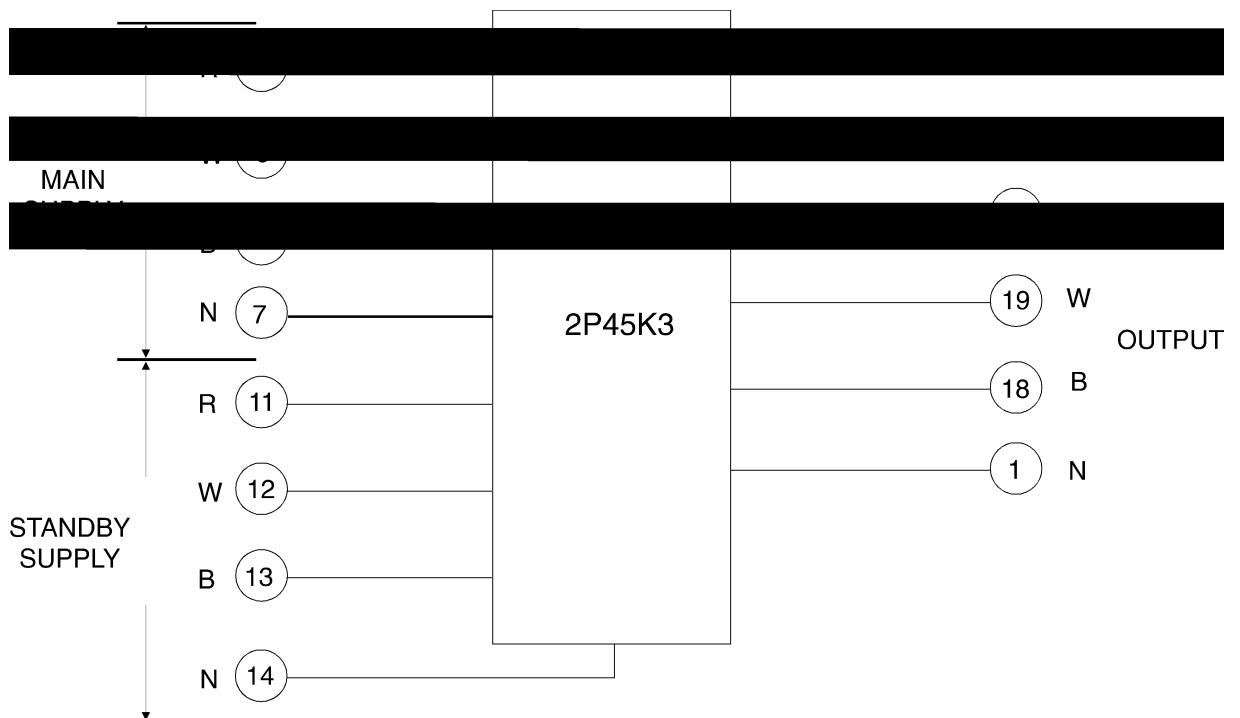 MAIN
N 7
2P45K3
19 W
OUTPUT
R 11
18 B
W 12
1 N
STANDBY
SUPPLY
B 13
N 14